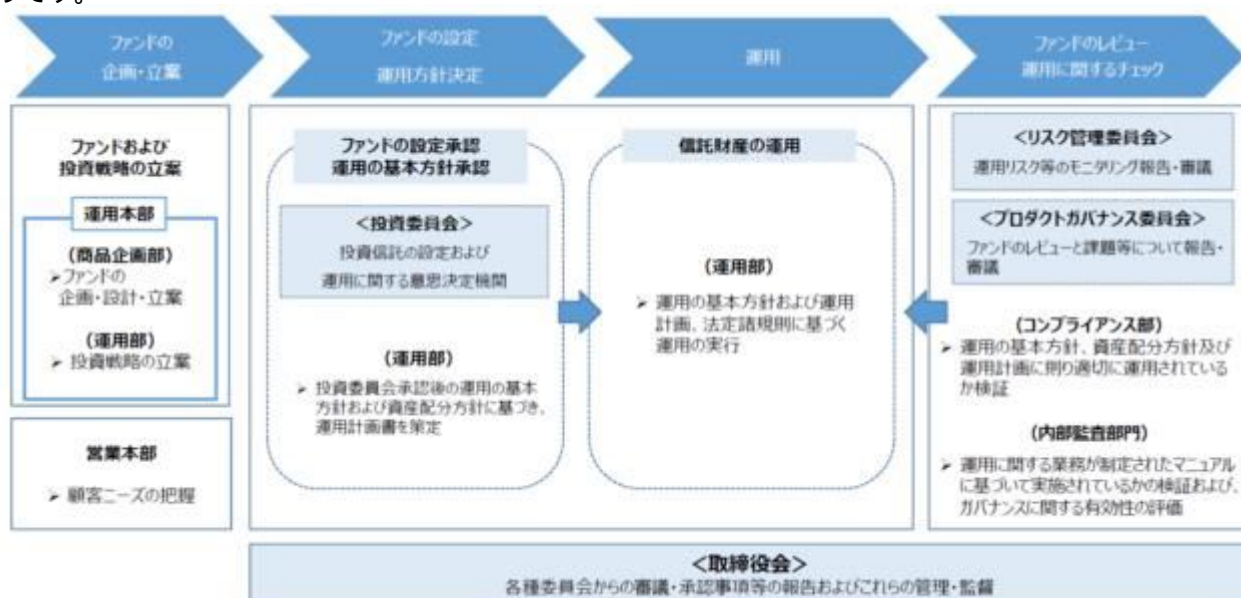 うです。
ファンドの
企画・立案
ファンドの設定
運用方針決定
運用
ファンドのレビュー
運用に関するチェック
ファンドおよび
投資戦略の立案
運用本部
(商品企画部)
➢ファンドの
企画・設計・立案
(運用部)
➢ 投資戦略の立案
営業本部
➢ 顧客ニーズの把握
ファンドの設定承認
運用の基本方針承認
<投資委員会>
投資信託の設定および
運用に関する意思決定機関
(運用部)
➢ 投資委員会承認後の運用の基本
方針および資産配分方針に基づき、
運用計画書を策定
信託財産の運用
(運用部)
➢ 運用の基本方針および運用
計画、法定諸規則に基づく
運用の実行
<リスク管理委員会>
運用リスク等のモニタリング報告・審議
<プロダクトガバナンス委員会>
ファンドのレビューと課題等について報告・
審議
(コンプライアンス部)
➢ 運用の基本方針、資産配分方針及び
運用計画に則り適切に運用されている
か検証
(内部監査部門)
➢ 運用に関する業務が制定されたマニュアル
に基づいて実施されているかの検証および、
ガバナンスに関する有効性の評価
<取締役会>
各種委員会からの審議・承認事項等の報告およびこれらの管理・監督